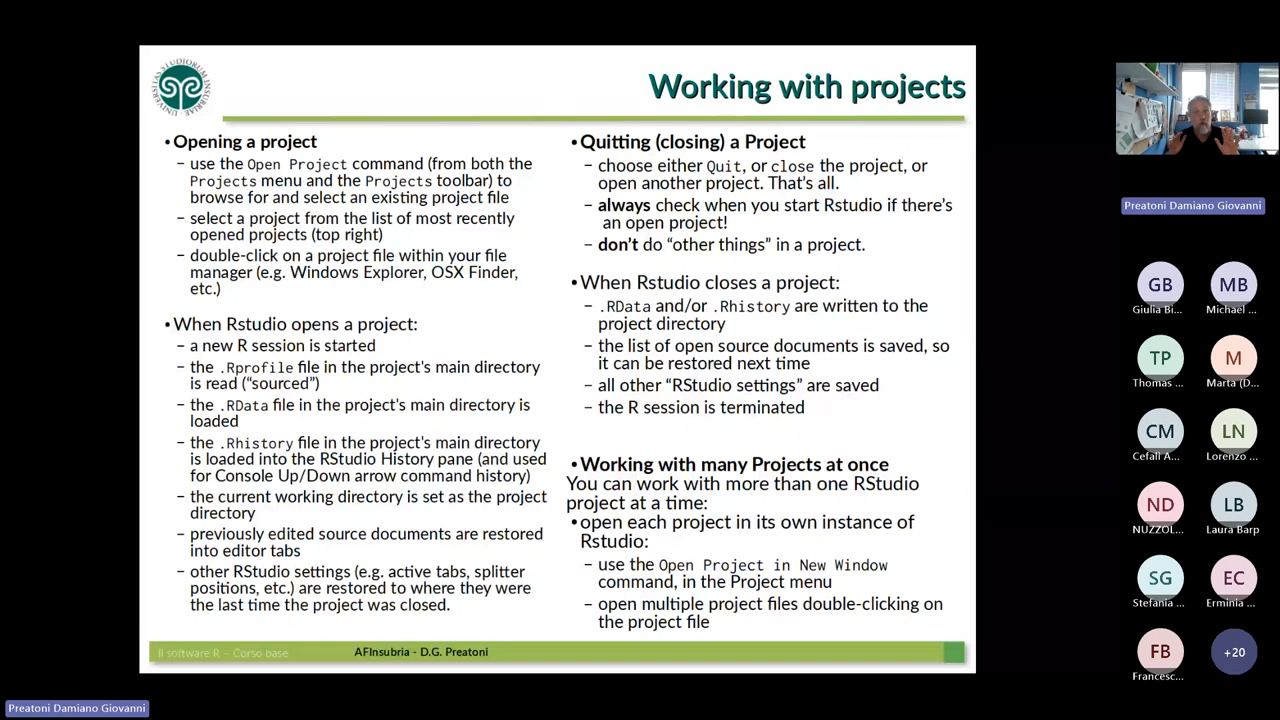 Working with projects
•Opening a project
– use the Open Project command (from both the
Projects menu and the Projects toolbar) to
browse for and select an existing project file
– select a project from the list of most recently
opened projects (top right)
– double-click on a project file within your file
manager (e.g. Windows Explorer, OSX Finder,
etc.)
•When Rstudio opens a project:
– a new R session is started
– the .Rprofile file in the project's main directory
is read (“sourced”)
– the .RData file in the project's main directory is
loaded
– the .Rhistory file in the project's main directory
is loaded into the RStudio History pane (and used
for Console Up/Down arrow command history)
– the current working directory is set as the project
directory
– previously edited source documents are restored
into editor tabs
– other RStudio settings (e.g. active tabs, splitter
positions, etc.) are restored to where they were
the last time the project was closed.
•Quitting (closing) a Project
– choose either Quit, or close the project, or
open another project. That’s all.
– always check when you start Rstudio if there’s
an open project!
– don’t do “other things” in a project.
•When Rstudio closes a project:
– .RData and/or .Rhistory are written to the
project directory
– the list of open source documents is saved, so
it can be restored next time
– all other “RStudio settings” are saved
– the R session is terminated
•Working with many Projects at once
You can work with more than one RStudio
project at a time:
•open each project in its own instance of
Rstudio:
– use the Open Project in New Window
command, in the Project menu
– open multiple project files double-clicking on
the project file
Il software R – Corso base
AFInsubria - D.G. Preatoni
Preatoni Damiano Giovanni
Preatoni Damiano Giovanni
GB
MB
Giulia Bi...
Michael ...
TP
M
Thomas ...
Marta (D...
CM
LN
Cefalì A...
Lorenzo ...
ND
LB
NUZZOL...
Laura Barp
SG
EC
Stefania ...
Erminia ...
FB
+20
Francesc...